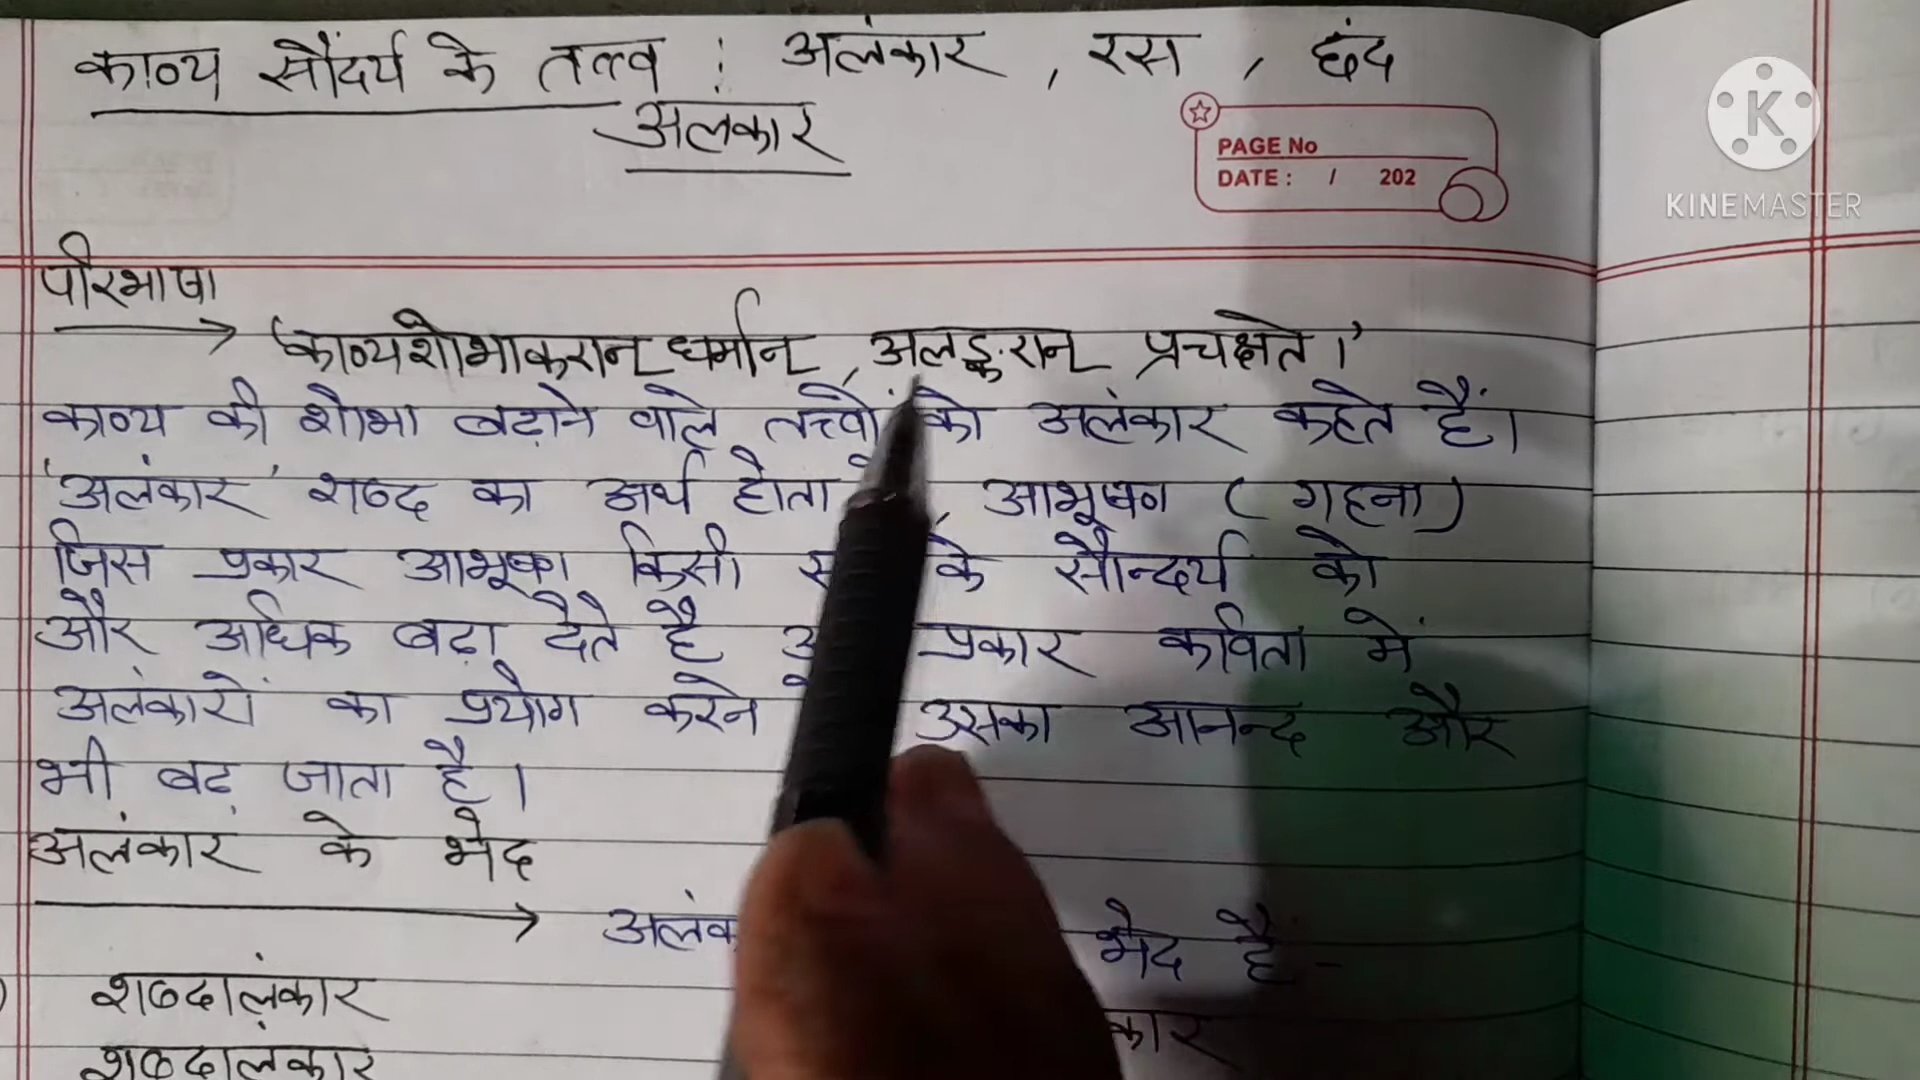 काव्य सौंदर्य के तत्व : अलंकार , रस , छंद
अलंकार
PAGE No
DATE : / 202
KINEMASTER
परिभाषा
'काव्यशोभाकरान् धर्मान् , अलङ्करान् प्रचक्षते ।'
काव्य की शोभा बढ़ाने वाले तत्त्वों को अलंकार कहते हैं।
'अलंकार' शब्द का अर्थ होता , आभूषण ( गहना )
जिस प्रकार आभूषण किसी के सौन्दर्य को
और अधिक बढ़ा देते है प्रकार कविता में
अलंकारों का प्रयोग करने उसका आनन्द और
भी बढ़ जाता है ।
अलंकार के भेद
भेद हैं -
शब्दालंकार
शब्दालंकार